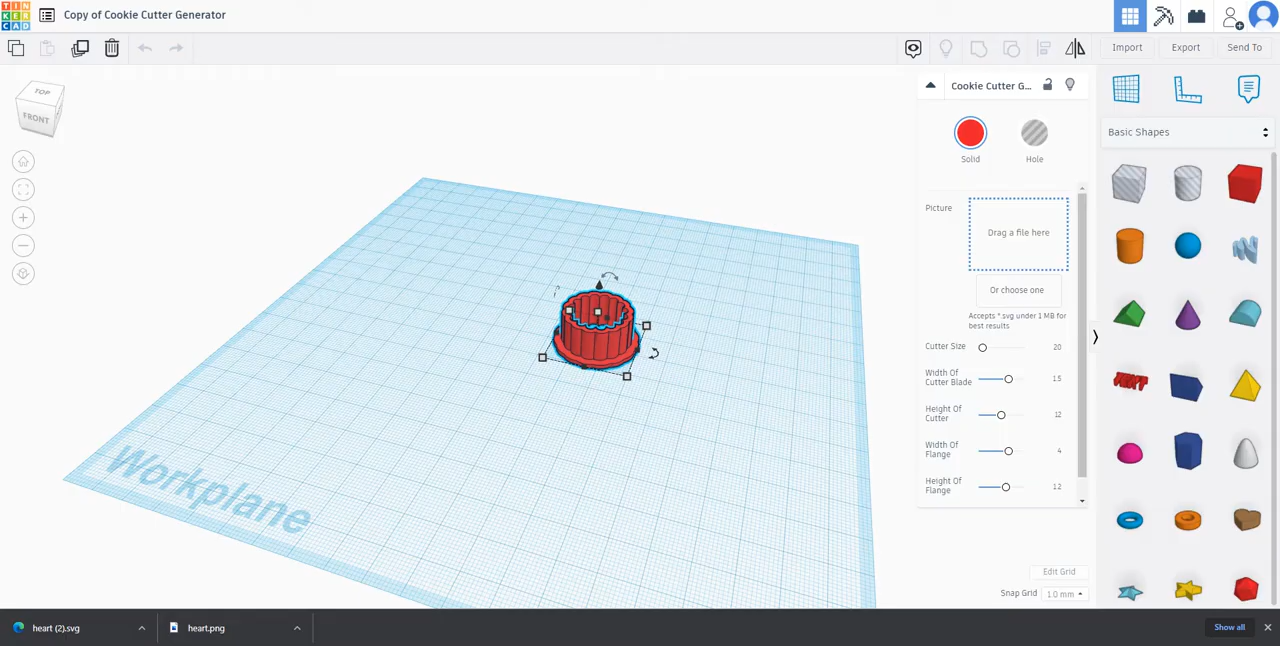 TIN
KER
CAD
Copy of Cookie Cutter Generator
Import
Export
Send To
TOP
FRONT
Cookie Cutter G...
Basic Shapes
Solid
Hole
Picture
Drag a file here
Or choose one
Accepts *.svg under 1 MB for
best results
Cutter Size
20
Width Of
Cutter Blade
1.5
Height Of
Cutter
12
Width Of
Flange
4
Height Of
Flange
1.2
Workplane
Edit Grid
Snap Grid
1.0 mm
heart (2).svg
heart.png
Show all